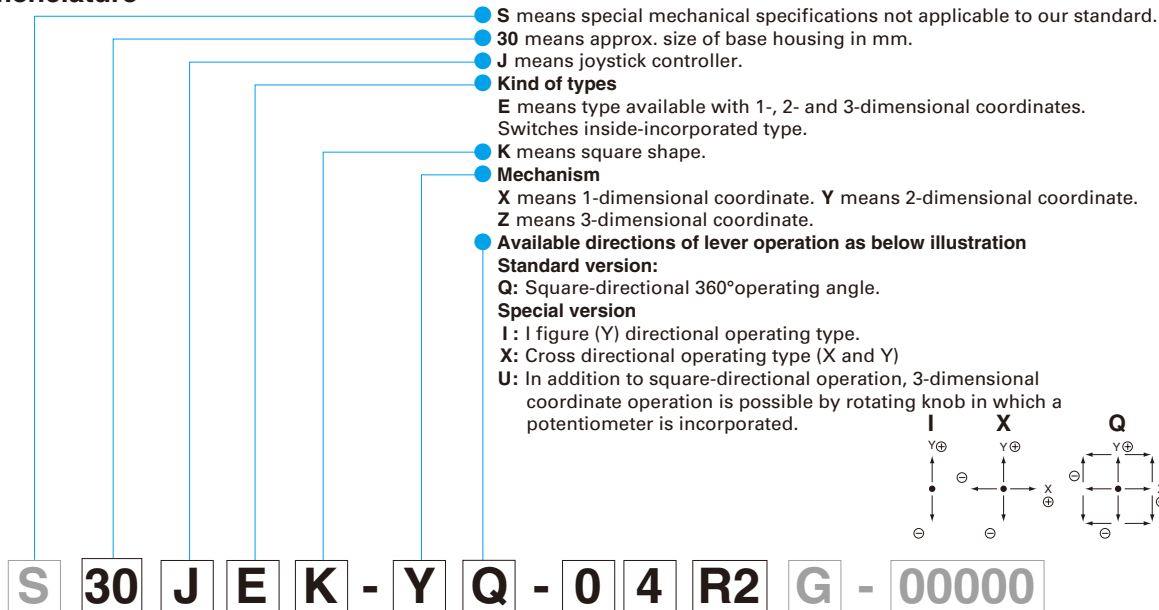 S means special mechanical specifications not applicable to our standard.
30 means approx. size of base housing in mm.
J means joystick controller.
Kind of types
E means type available with 1-, 2- and 3-dimensional coordinates.
Switches inside-incorporated type.
K means square shape.
Mechanism
X means 1-dimensional coordinate. Y means 2-dimensional coordinate.
Z means 3-dimensional coordinate.
Available directions of lever operation as below illustration
Standard version:
Q: Square-directional 360°operating angle.
Special version
I : I figure (Y) directional operating type.
X: Cross directional operating type (X and Y)
U: In addition to square-directional operation, 3-dimensional
coordinate operation is possible by rotating knob in which a
potentiometer is incorporated.
I X Q
Y⊕ Y⊕ Y⊕
⊖ ⊖
X
⊕
⊖ ⊖ ⊖
S 30 J E K - Y Q - 0 4 R2 G - 00000